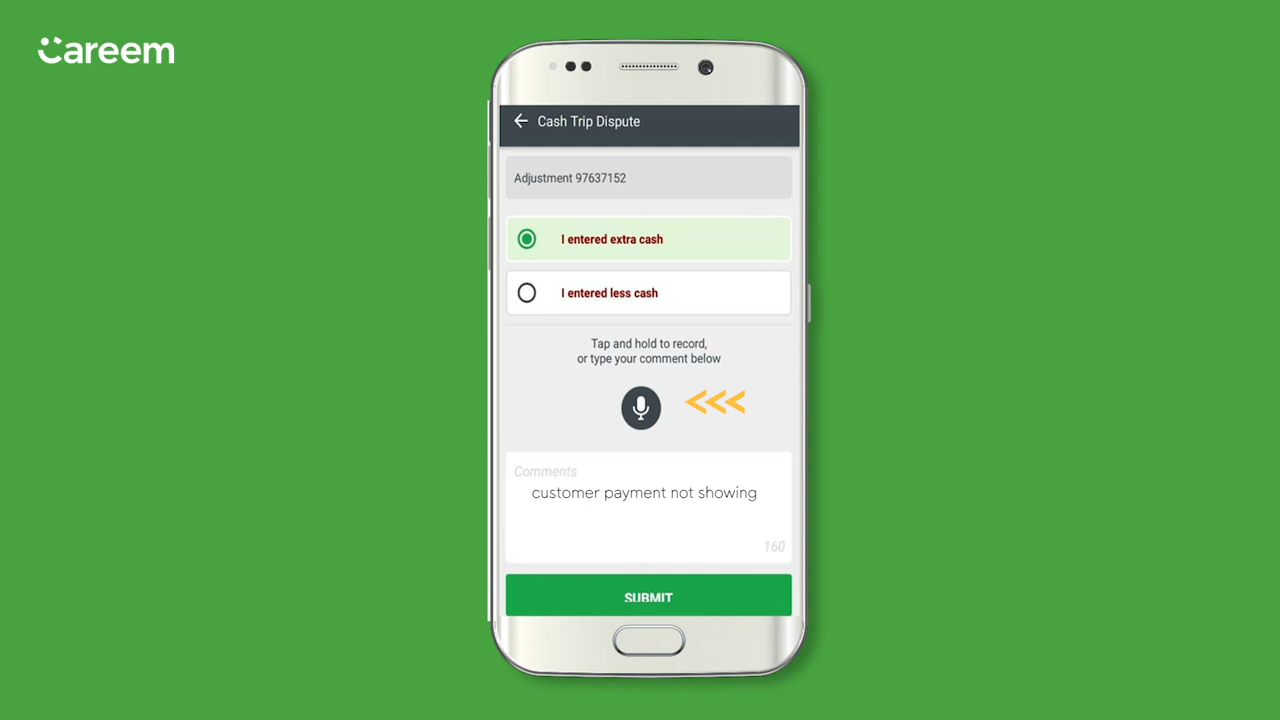 Careem
Cash Trip Dispute
Adjustment 97637152
I entered extra cash
I entered less cash
Tap and hold to record,
or type your comment below
Comments
customer payment not showing
160
SUBMIT